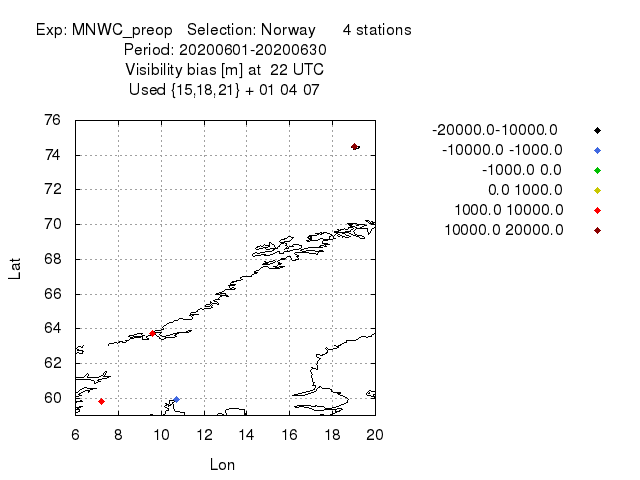 Exp: MNWC_preop Selection: Norway 4 stations
Period: 20200601-20200630
Visibility bias [m] at 22 UTC
Used {15,18,21} + 01 04 07
-20000.0-10000.0
-10000.0 -1000.0
-1000.0 0.0
0.0 1000.0
1000.0 10000.0
10000.0 20000.0
Lat
76
74
72
70
68
66
64
62
60
6 8 10 12 14 16 18 20
Lon